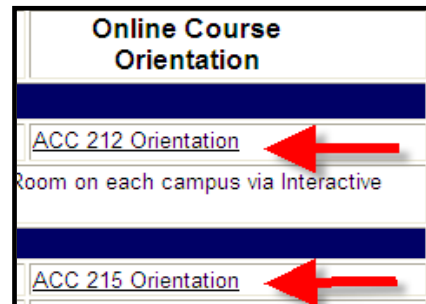 Online Course
Orientation
ACC 212 Orientation
Room on each campus via Interactive
ACC 215 Orientation